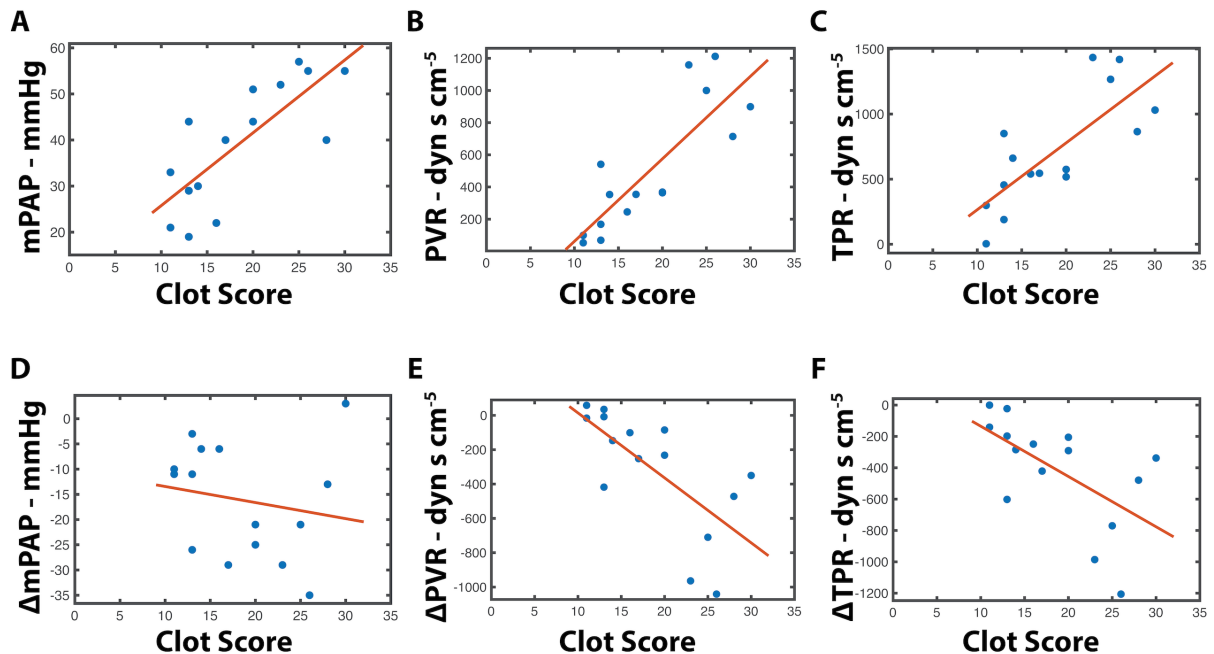 A
mPAP - mmHg
60
50
40
30
20
0 5 10 15 20 25 30 35
Clot Score
B
PVR - dyn s cm⁻⁵
1200
1000
800
600
400
200
0 5 10 15 20 25 30 35
Clot Score
C
TPR - dyn s cm⁻⁵
1500
1000
500
0
0 5 10 15 20 25 30 35
Clot Score
D
ΔmPAP - mmHg
-0
-5
-10
-15
-20
-25
-30
-35
0 5 10 15 20 25 30 35
Clot Score
E
ΔPVR - dyn s cm⁻⁵
0
-200
-400
-600
-800
-1000
0 5 10 15 20 25 30 35
Clot Score
F
ΔTPR - dyn s cm⁻⁵
0
-200
-400
-600
-800
-1000
-1200
0 5 10 15 20 25 30 35
Clot Score